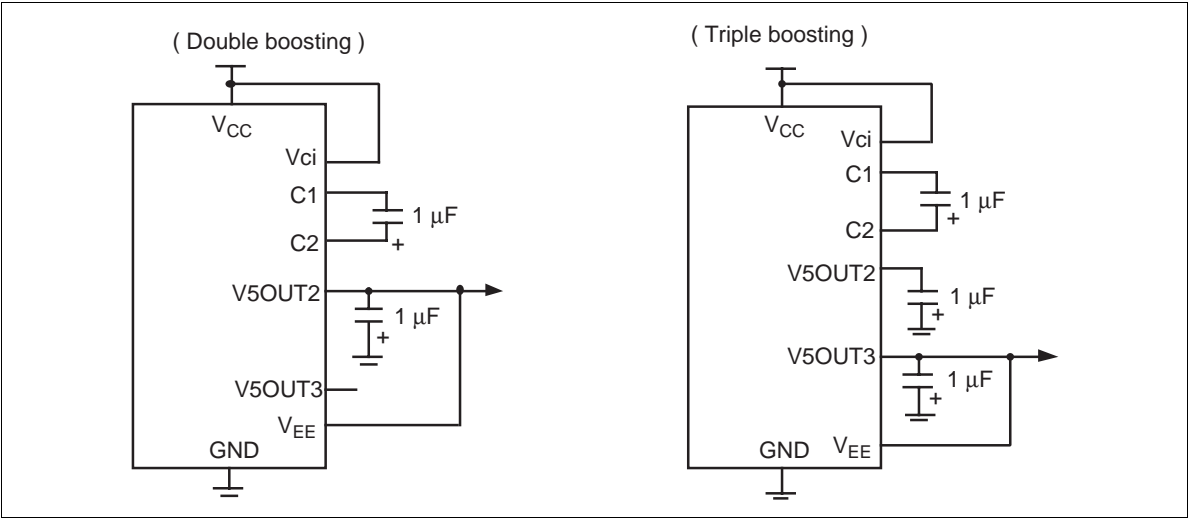 ( Double boosting )
VCC
Vci
C1
1 μF
C2
+
V5OUT2
1 μF
+
V5OUT3
VEE
GND
( Triple boosting )
VCC
Vci
C1
1 μF
+
C2
V5OUT2
1 μF
+
V5OUT3
1 μF
+
VEE
GND